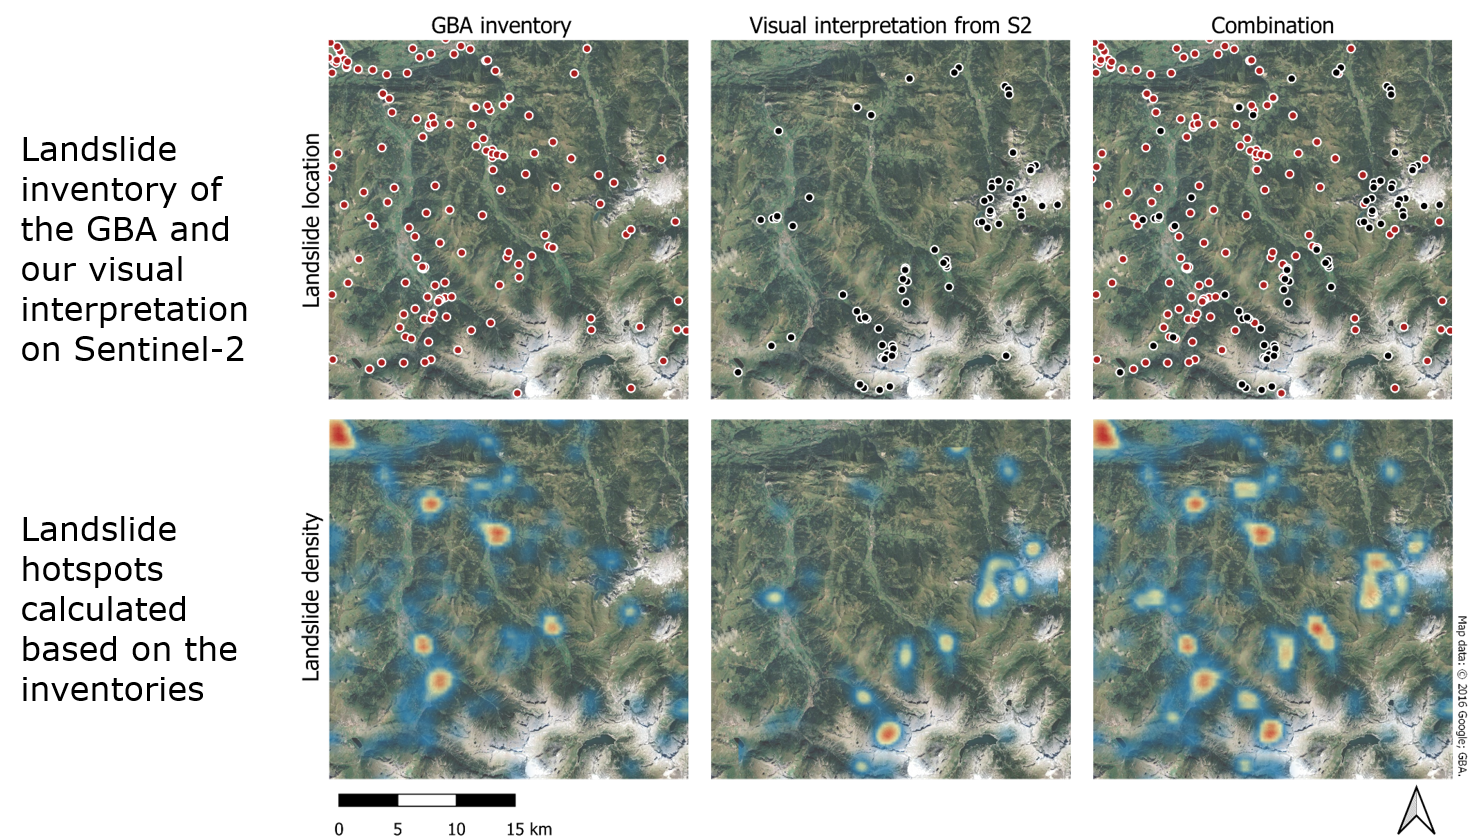 GBA inventory
Visual interpretation from S2
Combination
Landslide
inventory of
the GBA and
our visual
interpretation
on Sentinel-2
Landslide location
Landslide
hotspots
calculated
based on the
inventories
Landslide density
Map data: © 2016 Google; GBA.
0 5 10 15 km